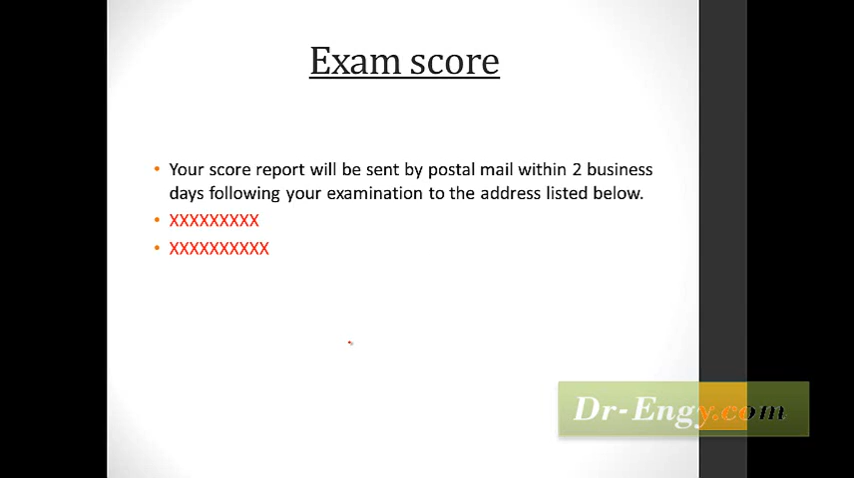 Exam score
• Your score report will be sent by postal mail within 2 business
days following your examination to the address listed below.
• XXXXXXXXX
• XXXXXXXXXX
Dr-Engy.com